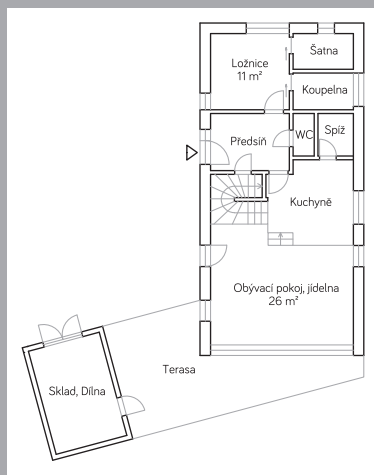 Šatna
Ložnice
11 m²
Koupelna
Předsíň
WC
Spíž
Kuchyně
Obývací pokoj, jídelna
26 m²
Terasa
Sklad, Dílna